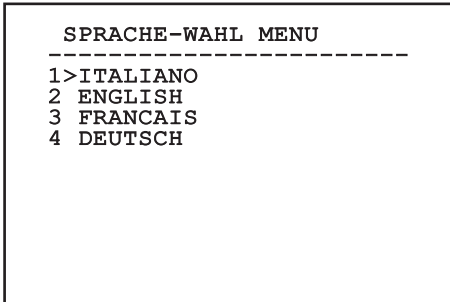 SPRACHE-WAHL MENU
------------------------
1>ITALIANO
2 ENGLISH
3 FRANCAIS
4 DEUTSCH